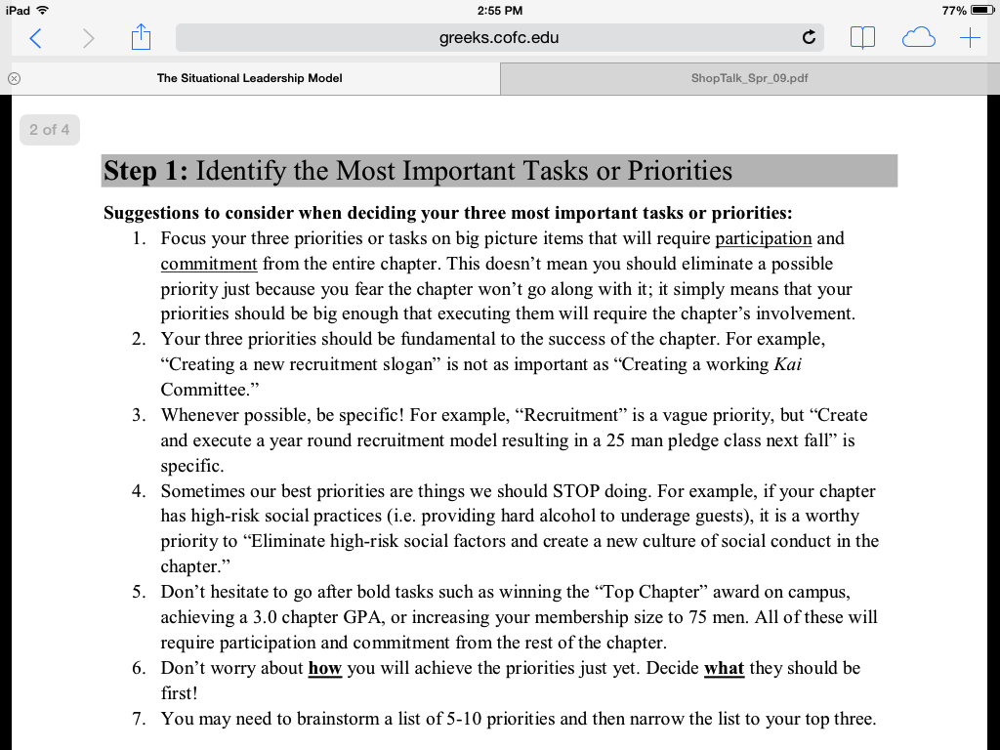 iPad 2:55 PM 77%
greeks.cofc.edu
The Situational Leadership Model ShopTalk_Spr_09.pdf
2 of 4
Step 1: Identify the Most Important Tasks or Priorities
Suggestions to consider when deciding your three most important tasks or priorities:
1. Focus your three priorities or tasks on big picture items that will require participation and
commitment from the entire chapter. This doesn’t mean you should eliminate a possible
priority just because you fear the chapter won’t go along with it; it simply means that your
priorities should be big enough that executing them will require the chapter’s involvement.
2. Your three priorities should be fundamental to the success of the chapter. For example,
“Creating a new recruitment slogan” is not as important as “Creating a working Kai
Committee.”
3. Whenever possible, be specific! For example, “Recruitment” is a vague priority, but “Create
and execute a year round recruitment model resulting in a 25 man pledge class next fall” is
specific.
4. Sometimes our best priorities are things we should STOP doing. For example, if your chapter
has high-risk social practices (i.e. providing hard alcohol to underage guests), it is a worthy
priority to “Eliminate high-risk social factors and create a new culture of social conduct in the
chapter.”
5. Don’t hesitate to go after bold tasks such as winning the “Top Chapter” award on campus,
achieving a 3.0 chapter GPA, or increasing your membership size to 75 men. All of these will
require participation and commitment from the rest of the chapter.
6. Don’t worry about how you will achieve the priorities just yet. Decide what they should be
first!
7. You may need to brainstorm a list of 5-10 priorities and then narrow the list to your top three.